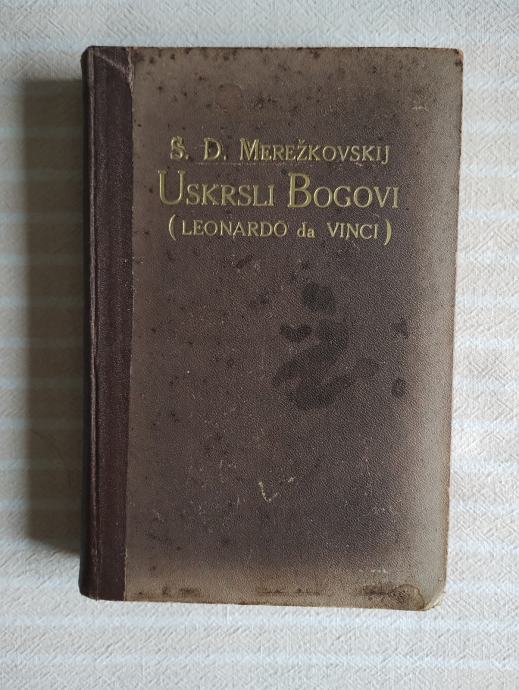 S. D. MEREŽKOVSKIJ
USKRSLI BOGOVI
(LEONARDO da VINCI)